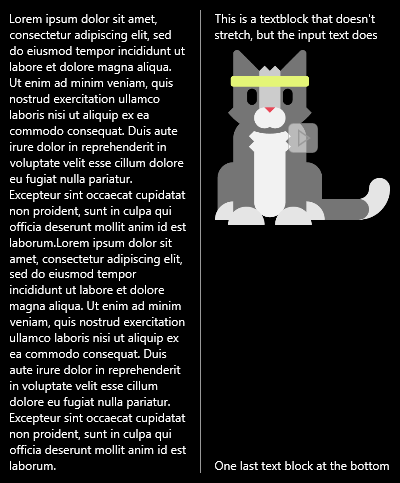 Lorem ipsum dolor sit amet,
consectetur adipiscing elit, sed
do eiusmod tempor incididunt ut
labore et dolore magna aliqua.
Ut enim ad minim veniam, quis
nostrud exercitation ullamco
laboris nisi ut aliquip ex ea
commodo consequat. Duis aute
irure dolor in reprehenderit in
voluptate velit esse cillum dolore
eu fugiat nulla pariatur.
Excepteur sint occaecat cupidatat
non proident, sunt in culpa qui
officia deserunt mollit anim id est
laborum.Lorem ipsum dolor sit
amet, consectetur adipiscing elit,
sed do eiusmod tempor
incididunt ut labore et dolore
magna aliqua. Ut enim ad minim
veniam, quis nostrud exercitation
ullamco laboris nisi ut aliquip ex
ea commodo consequat. Duis
aute irure dolor in reprehenderit
in voluptate velit esse cillum
dolore eu fugiat nulla pariatur.
Excepteur sint occaecat cupidatat
non proident, sunt in culpa qui
officia deserunt mollit anim id est
laborum.
This is a textblock that doesn't
stretch, but the input text does
One last text block at the bottom